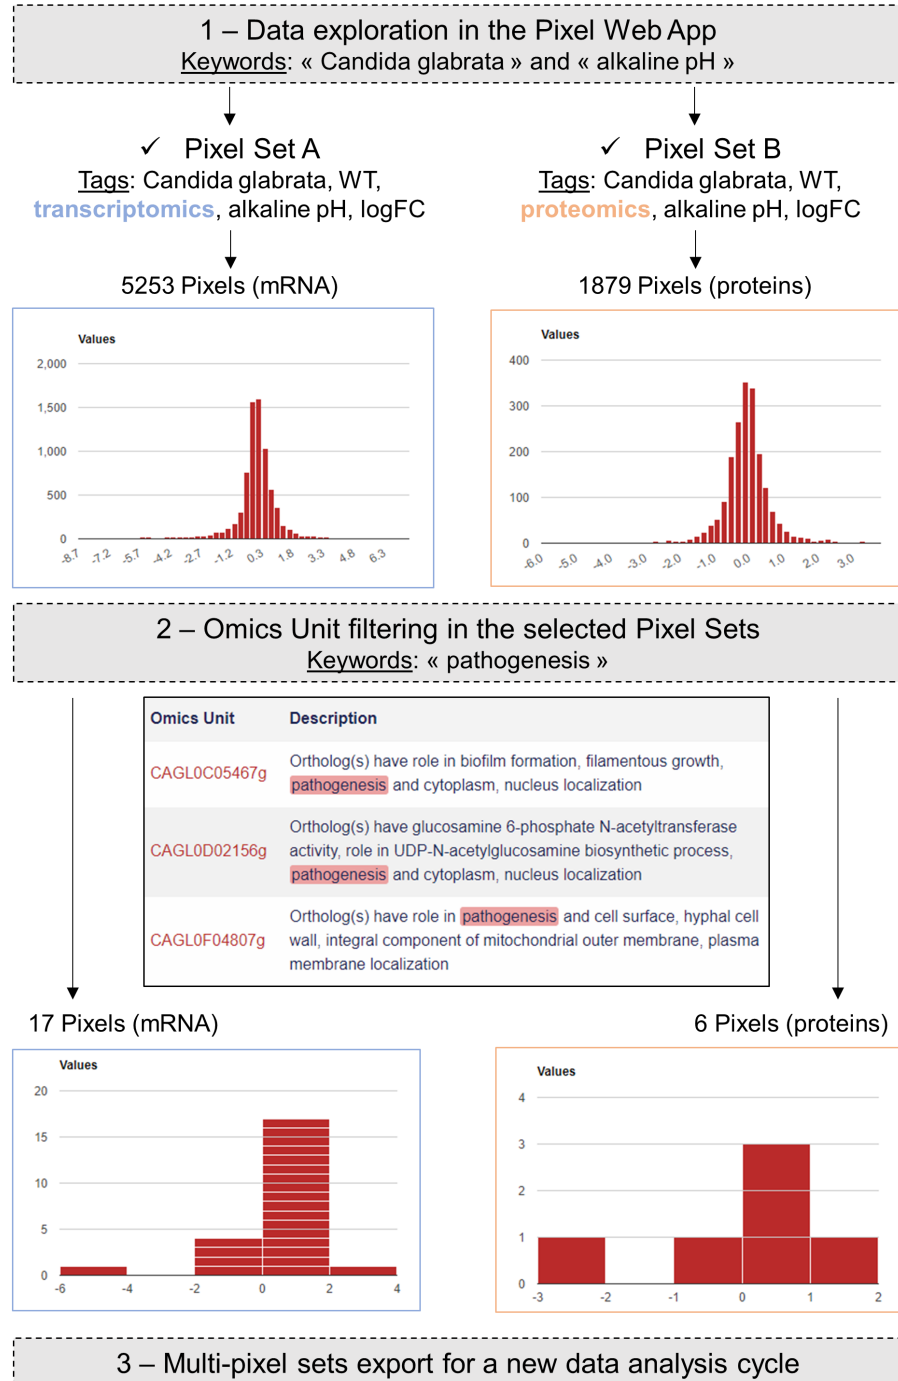 1 – Data exploration in the Pixel Web App
Keywords: « Candida glabrata » and « alkaline pH »
✓ Pixel Set A
Tags: Candida glabrata, WT,
transcriptomics, alkaline pH, logFC
5253 Pixels (mRNA)
✓ Pixel Set B
Tags: Candida glabrata, WT,
proteomics, alkaline pH, logFC
1879 Pixels (proteins)
Values
2,000
1,500
1,000
500
0
-8.7 -7.2 -5.7 -4.2 -2.7 -1.2 0.3 1.8 3.3 4.8 6.3
Values
400
300
200
100
0
-6.0 -5.0 -4.0 -3.0 -2.0 -1.0 0.0 1.0 2.0 3.0
2 – Omics Unit filtering in the selected Pixel Sets
Keywords: « pathogenesis »
Omics Unit Description
CAGL0C05467g
Ortholog(s) have role in biofilm formation, filamentous growth,
pathogenesis and cytoplasm, nucleus localization
CAGL0D02156g
Ortholog(s) have glucosamine 6-phosphate N-acetyltransferase
activity, role in UDP-N-acetylglucosamine biosynthetic process,
pathogenesis and cytoplasm, nucleus localization
CAGL0F04807g
Ortholog(s) have role in pathogenesis and cell surface, hyphal cell
wall, integral component of mitochondrial outer membrane, plasma
membrane localization
17 Pixels (mRNA)
Values
20
15
10
5
0
-6 -4 -2 0 2 4
6 Pixels (proteins)
Values
4
3
2
1
0
-3 -2 -1 0 1 2
3 – Multi-pixel sets export for a new data analysis cycle